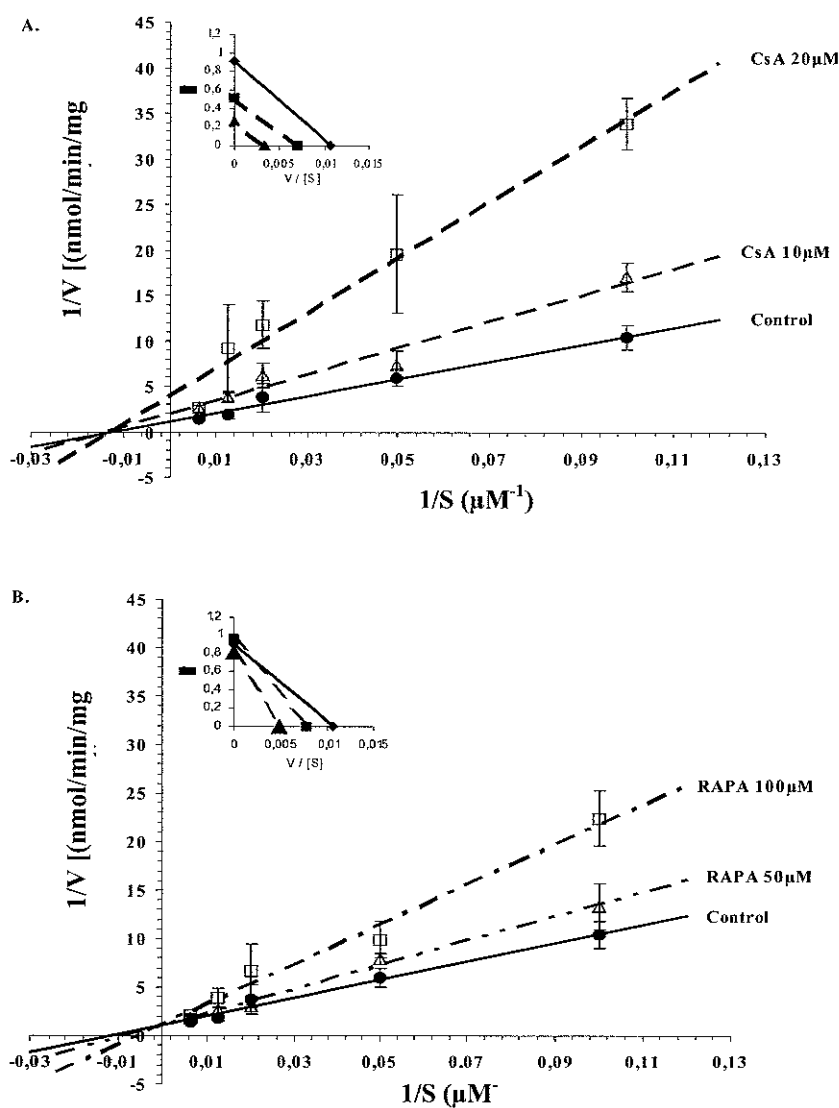 A.
1,2
1
0,8
0,6
0,4
0,2
0
0 0,005 0,01 0,015
V / [S]
45
40
35
30
25
20
15
10
5
0
-5
-0,03 -0,01 0,01 0,03 0,05 0,07 0,09 0,11 0,13
1/V [(nmol/min/mg
1/S (µM-1)
CsA 20µM
CsA 10µM
Control
B.
1,2
1
0,8
0,6
0,4
0,2
0
0 0,005 0,01 0,015
V / [S]
45
40
35
30
25
20
15
10
5
0
-5
-0,03 -0,01 0,01 0,03 0,05 0,07 0,09 0,11 0,13
1/V [(nmol/min/mg
1/S (µM-
RAPA 100µM
RAPA 50µM
Control